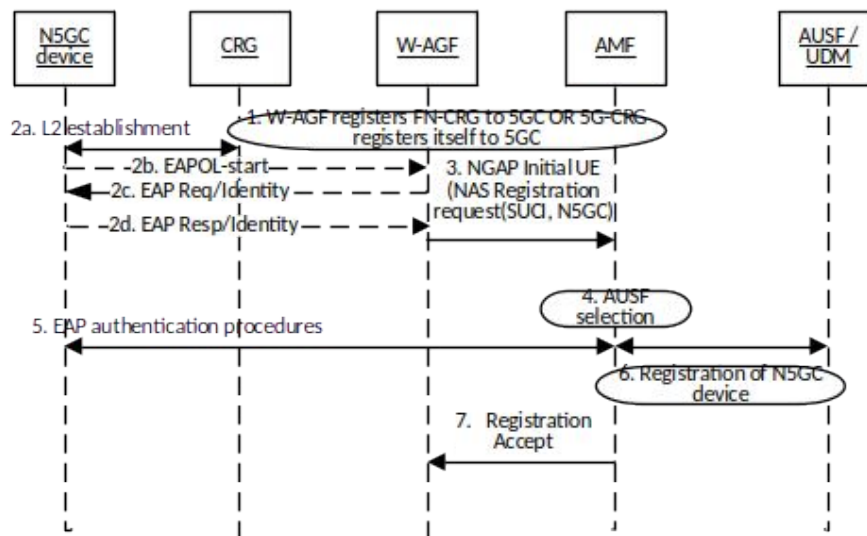 N5GC
device
CRG
W-AGF
AMF
AUSF /
UDM
1. W-AGF registers FN-CRG to 5GC OR 5G-CRG
registers itself to 5GC
2a. L2 establishment
2b. EAPOL-start
2c. EAP Req/Identity
2d. EAP Resp/Identity
3. NGAP Initial UE
(NAS Registration
request(SUCI, N5GC)
4. AUSF
selection
5. EAP authentication procedures
6. Registration of N5GC
device
7. Registration
Accept